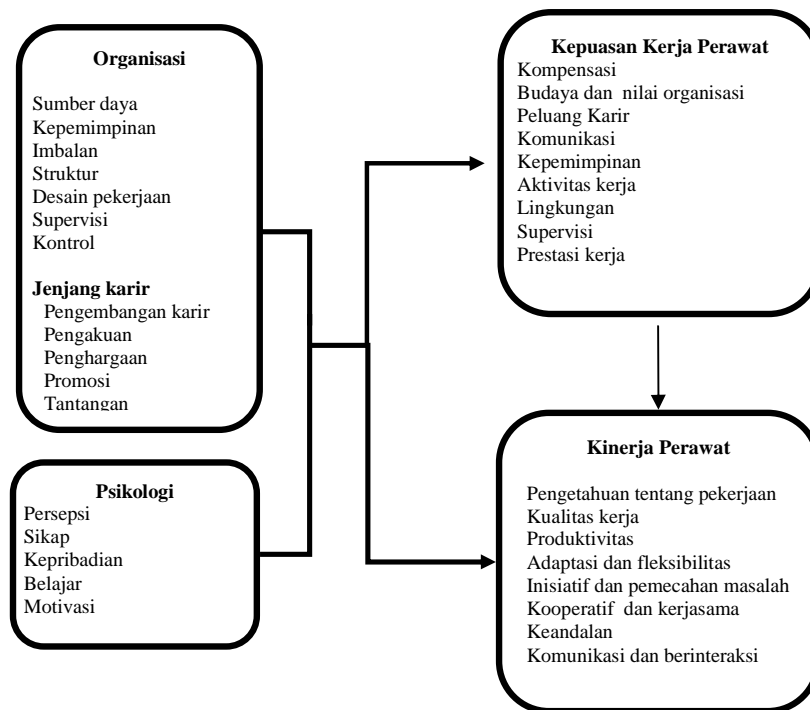 Organisasi
Sumber daya
Kepemimpinan
Imbalan
Struktur
Desain pekerjaan
Supervisi
Kontrol
Jenjang karir
Pengembangan karir
Pengakuan
Penghargaan
Promosi
Tantangan
Psikologi
Persepsi
Sikap
Kepribadian
Belajar
Motivasi
Kepuasan Kerja Perawat
Kompensasi
Budaya dan nilai organisasi
Peluang Karir
Komunikasi
Kepemimpinan
Aktivitas kerja
Lingkungan
Supervisi
Prestasi kerja
Kinerja Perawat
Pengetahuan tentang pekerjaan
Kualitas kerja
Produktivitas
Adaptasi dan fleksibilitas
Inisiatif dan pemecahan masalah
Kooperatif dan kerjasama
Keandalan
Komunikasi dan berinteraksi